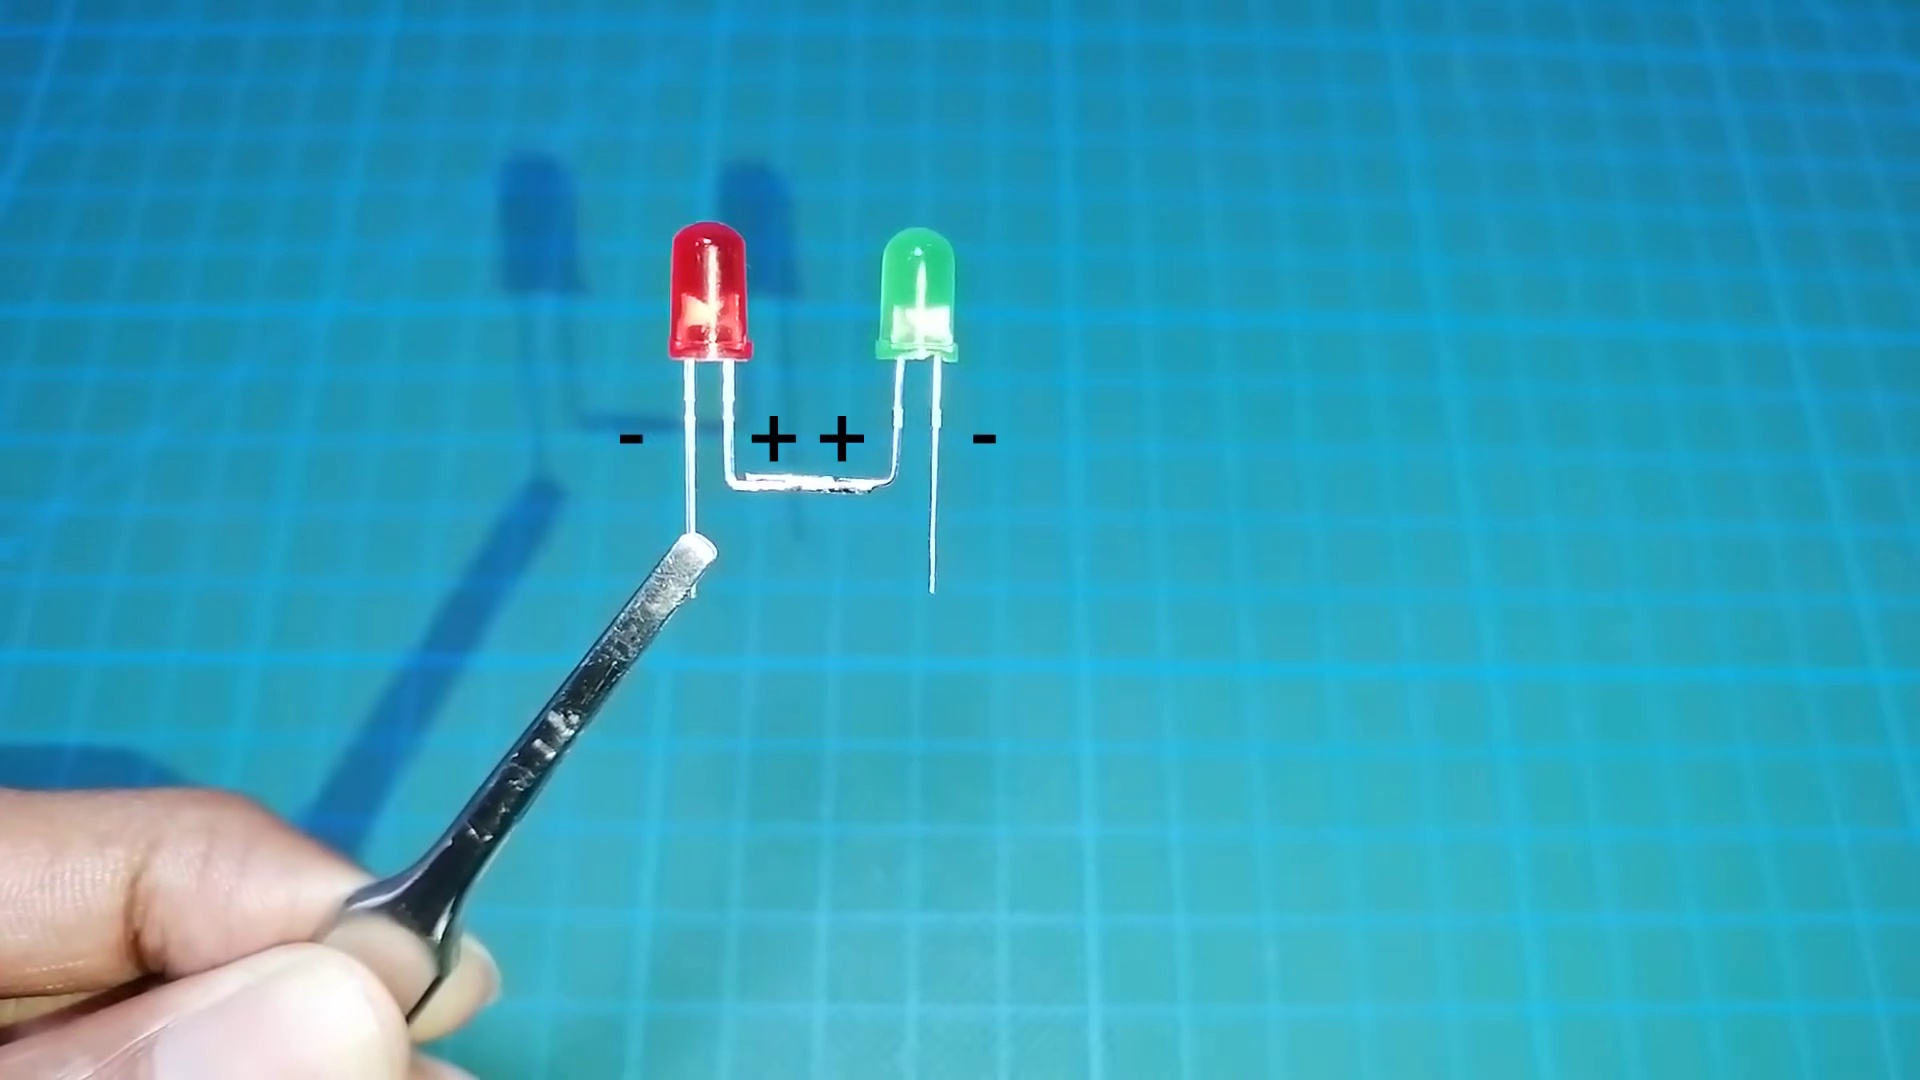 - + + -